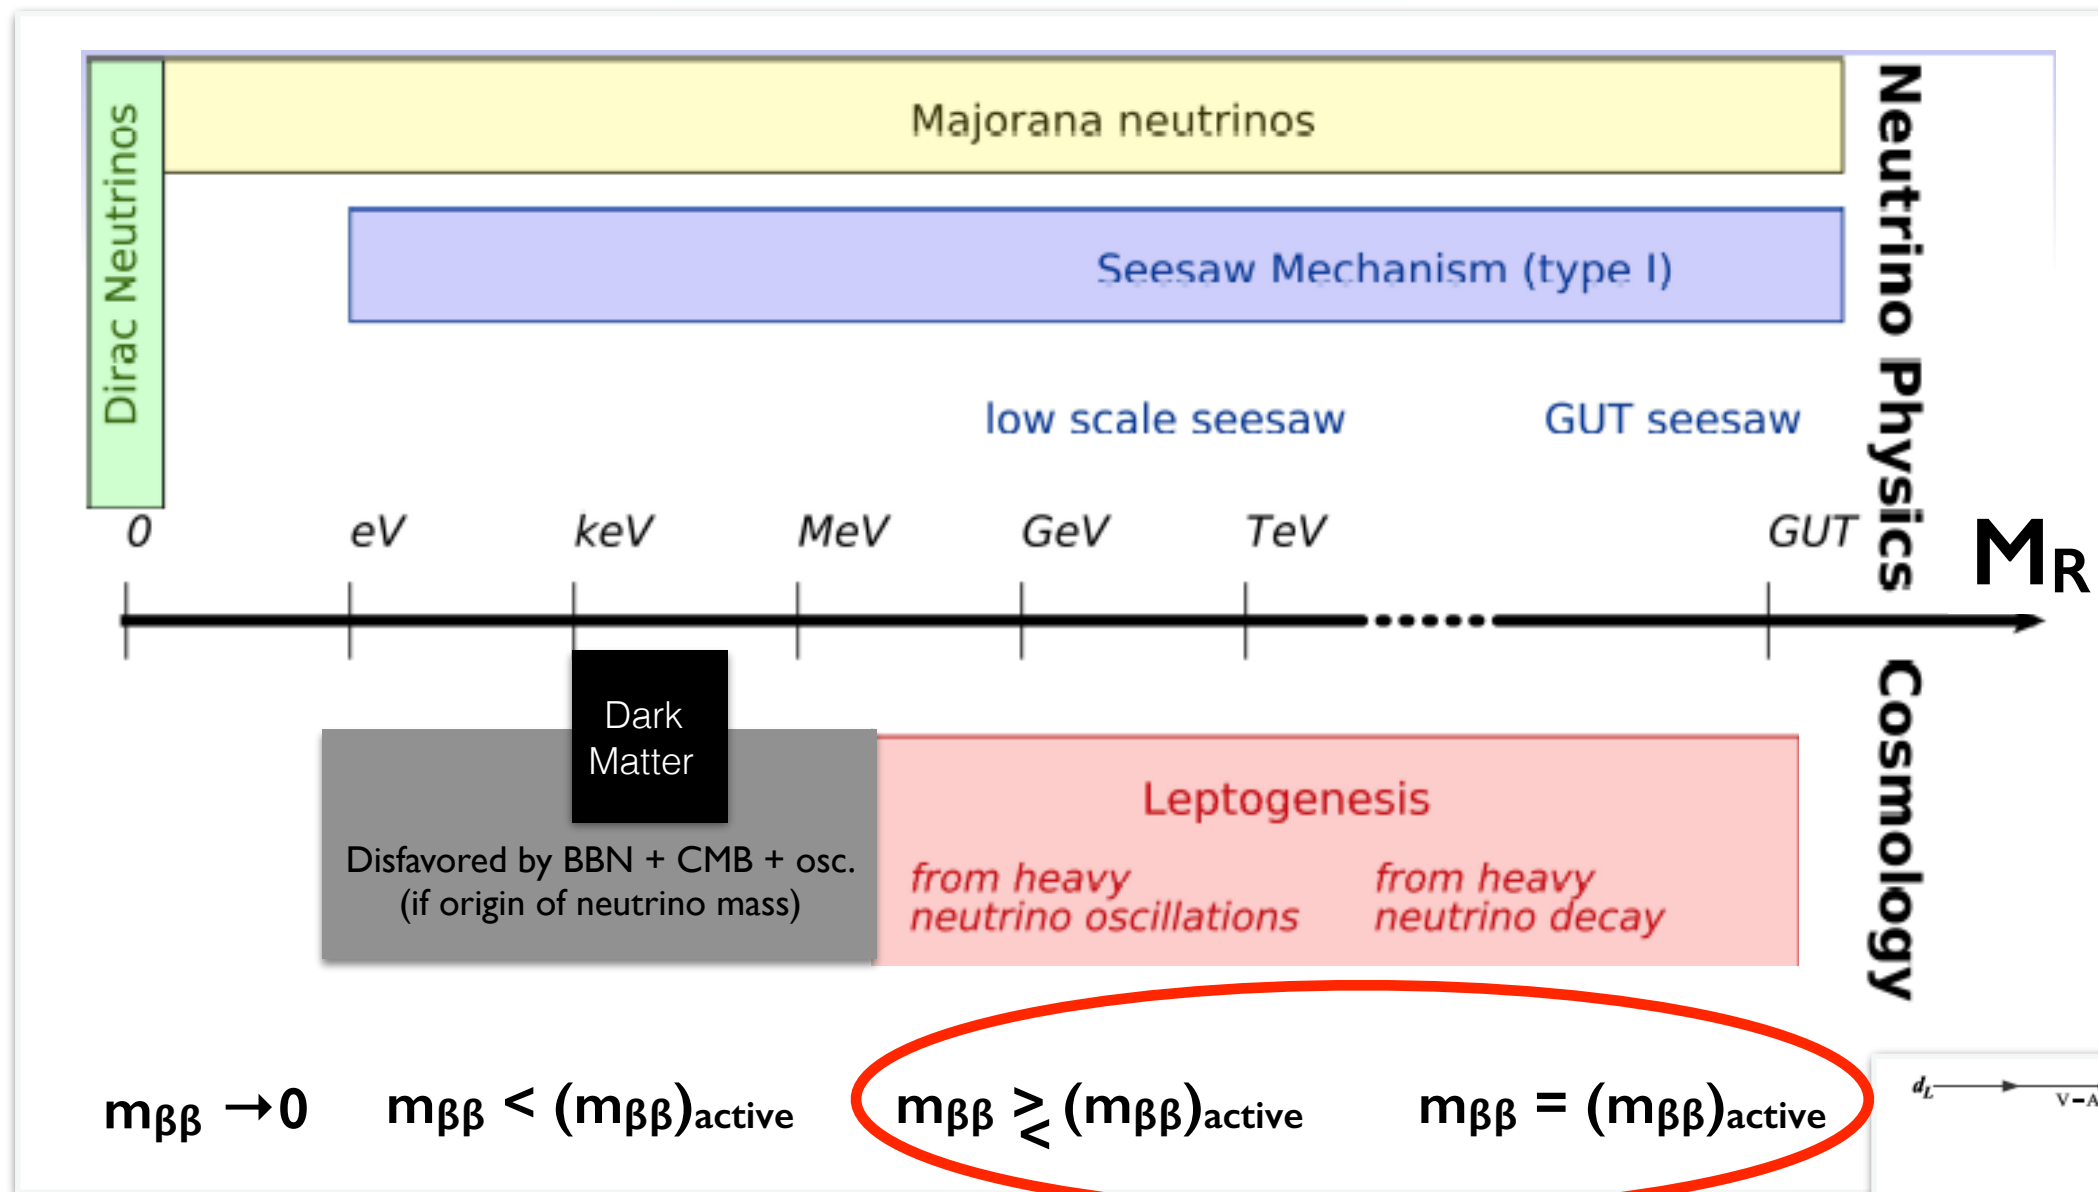 Majorana neutrinos
Dirac Neutrinos
Seesaw Mechanism (type I)
low scale seesaw
GUT seesaw
Neutrino Physics
0 eV keV MeV GeV TeV GUT
MR
Cosmology
Dark
Matter
Disfavored by BBN + CMB + osc.
(if origin of neutrino mass)
Leptogenesis
from heavy
neutrino oscillations
from heavy
neutrino decay
mββ →0
mββ < (mββ)active
mββ ≷ (mββ)active
mββ = (mββ)active
dL
V−A